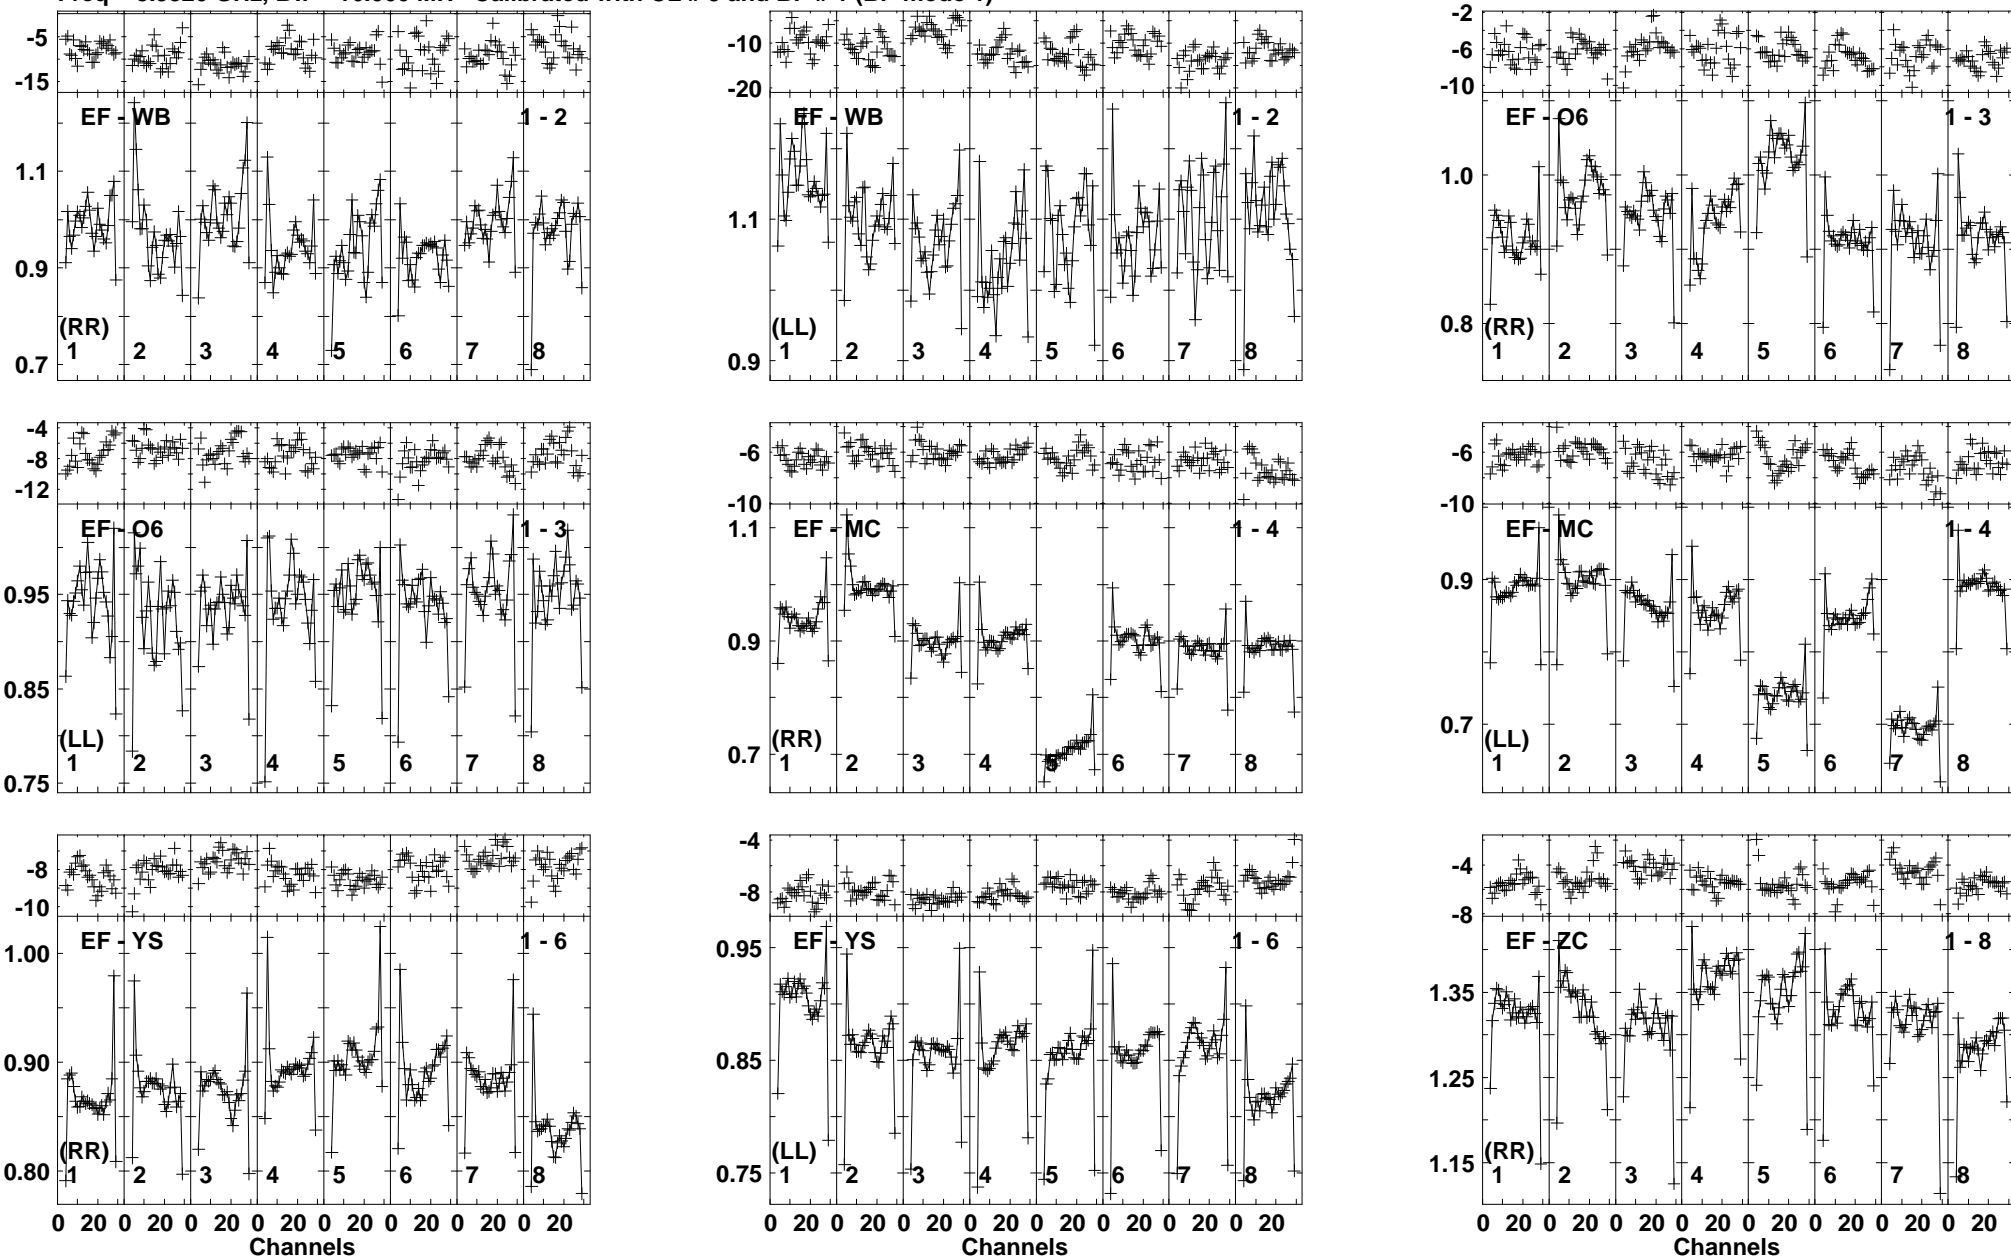 -5
-15
EF - WB 1 - 2
1.1
0.9
0.7
(RR)
1 2 3 4 5 6 7 8
-10
-20
EF - WB 1 - 2
1.1
0.9
(LL)
1 2 3 4 5 6 7 8
-2
-6
-10
EF - O6 1 - 3
1.0
0.8
(RR)
1 2 3 4 5 6 7 8
-4
-8
-12
EF - O6 1 - 3
0.95
0.85
0.75
(LL)
1 2 3 4 5 6 7 8
-6
-10
EF - MC 1 - 4
1.1
0.9
0.7
(RR)
1 2 3 4 5 6 7 8
-6
-10
EF - MC 1 - 4
0.9
0.7
(LL)
1 2 3 4 5 6 7 8
-8
-10
EF - YS 1 - 6
1.00
0.90
0.80
(RR)
1 2 3 4 5 6 7 8
0 20 0 20 0 20 0 20 0 20 0 20 0 20 0 20
Channels
-4
-8
EF - YS 1 - 6
0.95
0.85
0.75
(LL)
1 2 3 4 5 6 7 8
0 20 0 20 0 20 0 20 0 20 0 20 0 20 0 20
Channels
-4
-8
EF - ZC 1 - 8
1.35
1.25
1.15
(RR)
1 2 3 4 5 6 7 8
0 20 0 20 0 20 0 20 0 20 0 20 0 20 0 20
Channels